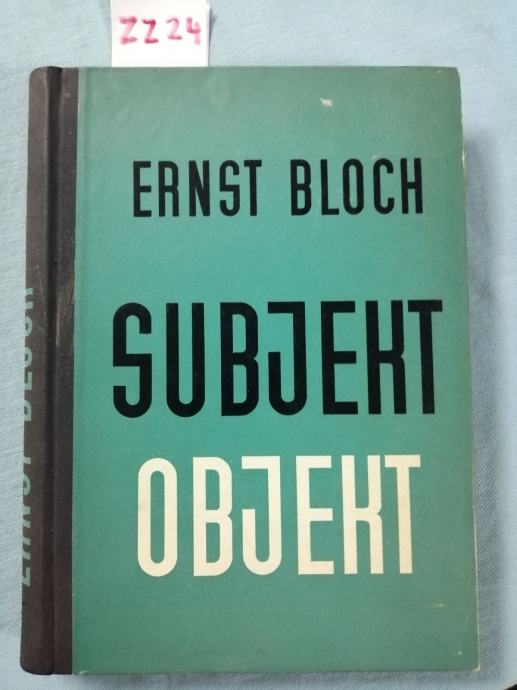 ZZ24
ERNST BLOCH
SUBJEKT
OBJEKT
ERNST BLOCH